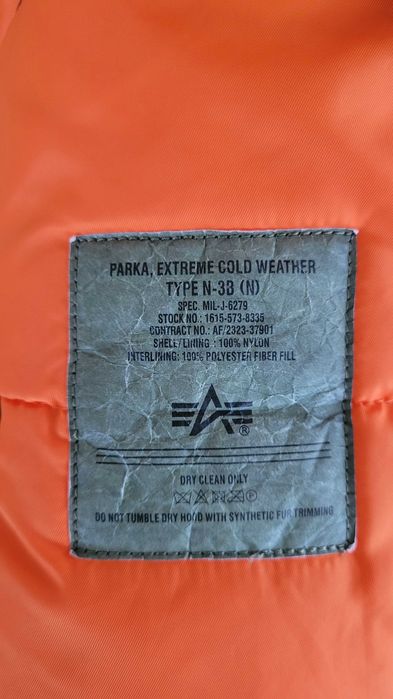 PARKA, EXTREME COLD WEATHER
TYPE N-3B (N)
SPEC. MIL-J-6279
STOCK NO.: 1615-573-8335
CONTRACT NO.: AF/2323-37901
SHELL/LINING : 100% NYLON
INTERLINING: 100% POLYESTER FIBER FILL
®
DRY CLEAN ONLY
DO NOT TUMBLE DRY HOOD WITH SYNTHETIC FUR TRIMMING